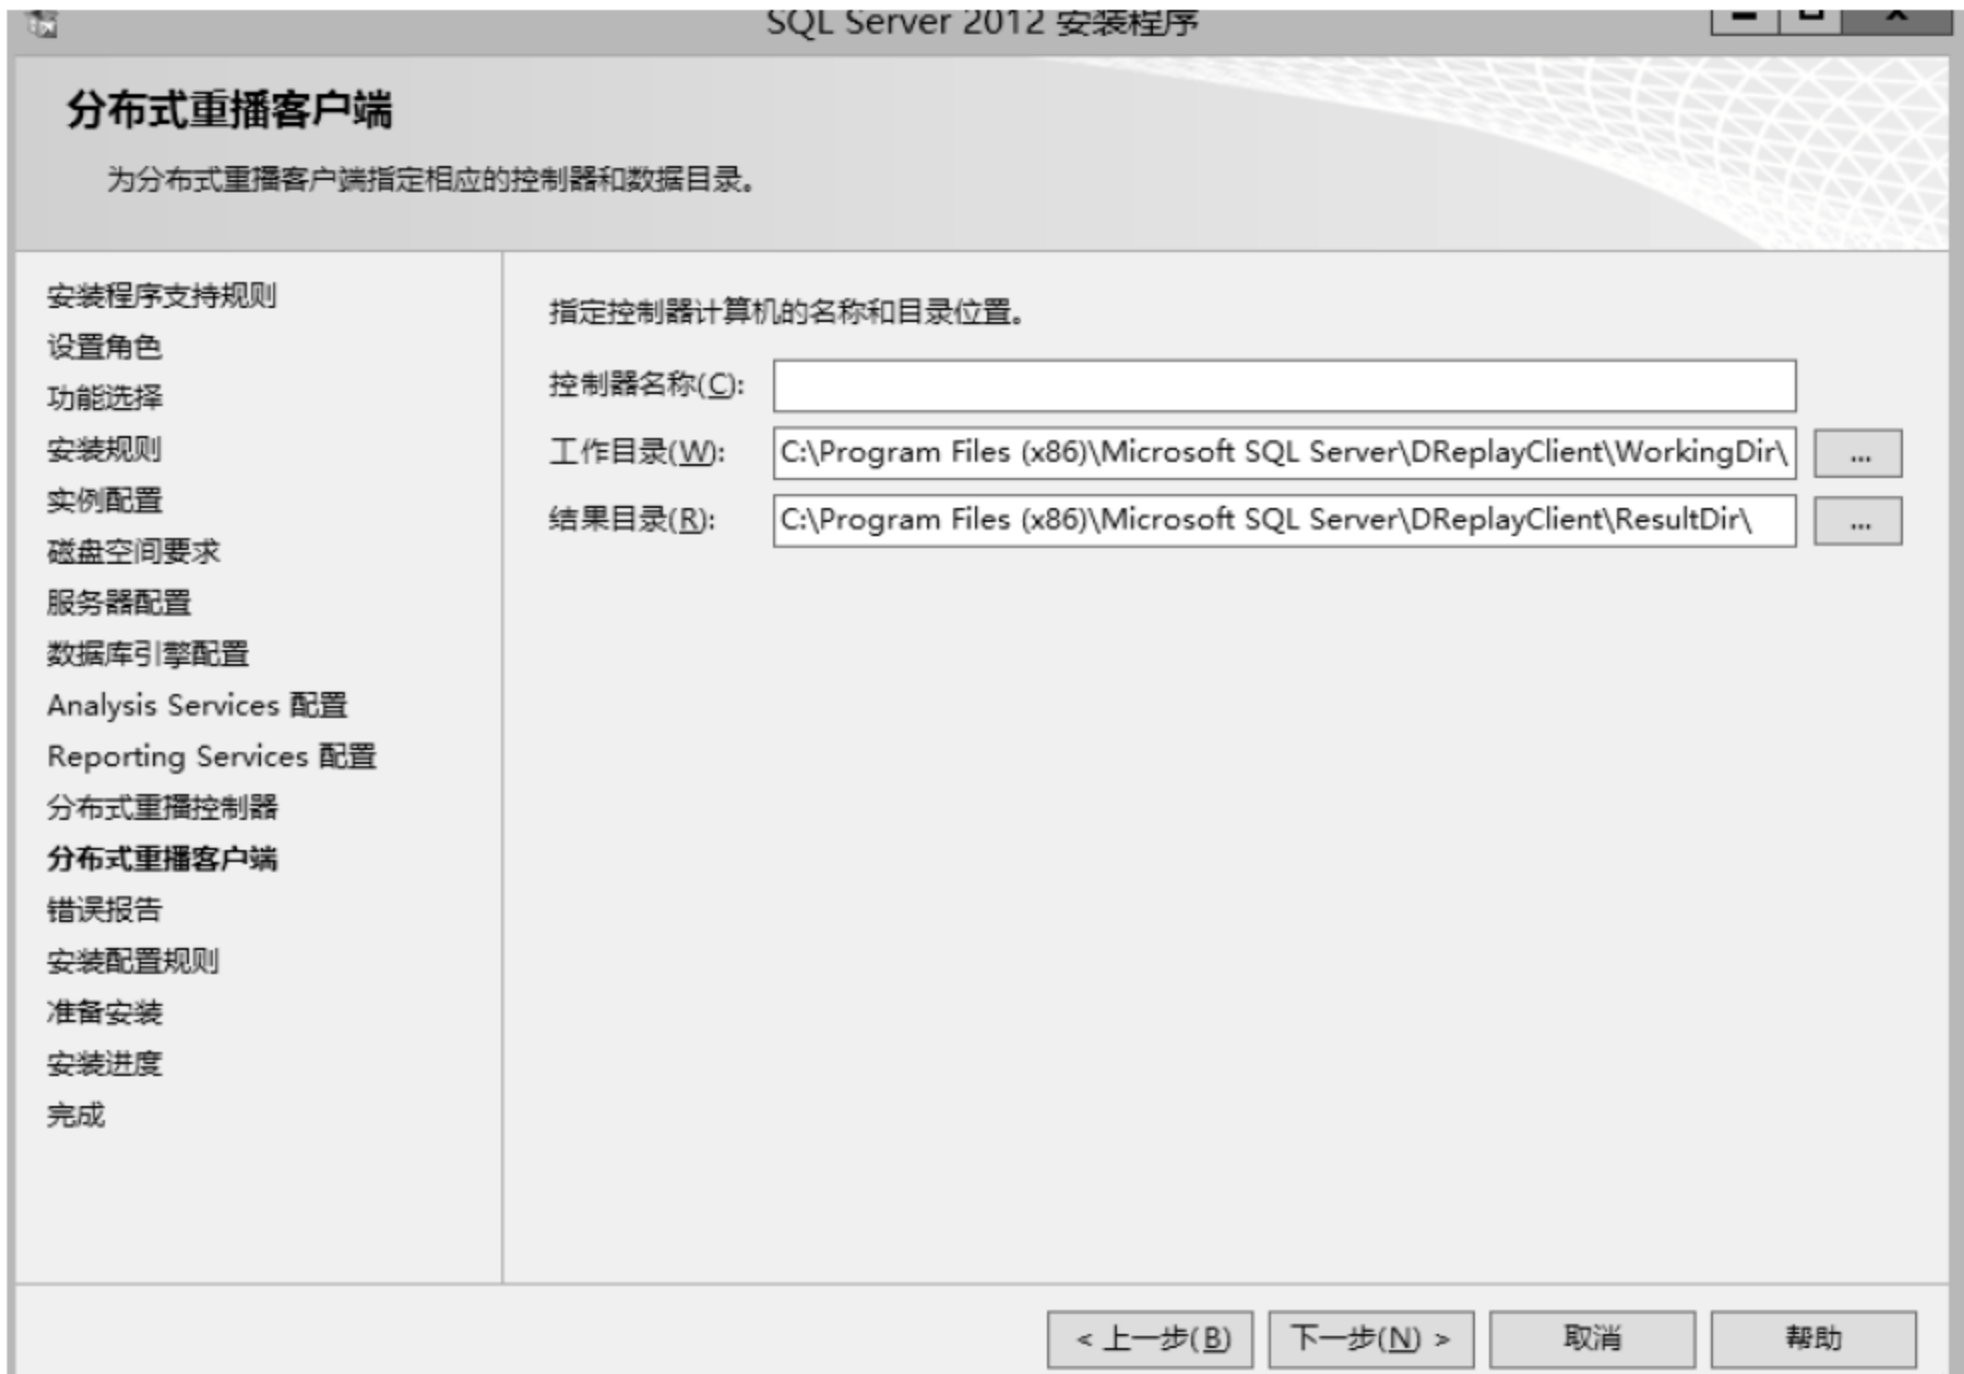 SQL Server 2012 安装程序
分布式重播客户端
为分布式重播客户端指定相应的控制器和数据目录。
安装程序支持规则
设置角色
功能选择
安装规则
实例配置
磁盘空间要求
服务器配置
数据库引擎配置
Analysis Services 配置
Reporting Services 配置
分布式重播控制器
分布式重播客户端
错误报告
安装配置规则
准备安装
安装进度
完成
指定控制器计算机的名称和目录位置。
控制器名称(C):
工作目录(W): C:\Program Files (x86)\Microsoft SQL Server\DReplayClient\WorkingDir\ ...
结果目录(R): C:\Program Files (x86)\Microsoft SQL Server\DReplayClient\ResultDir\ ...
< 上一步(B) 下一步(N) > 取消 帮助